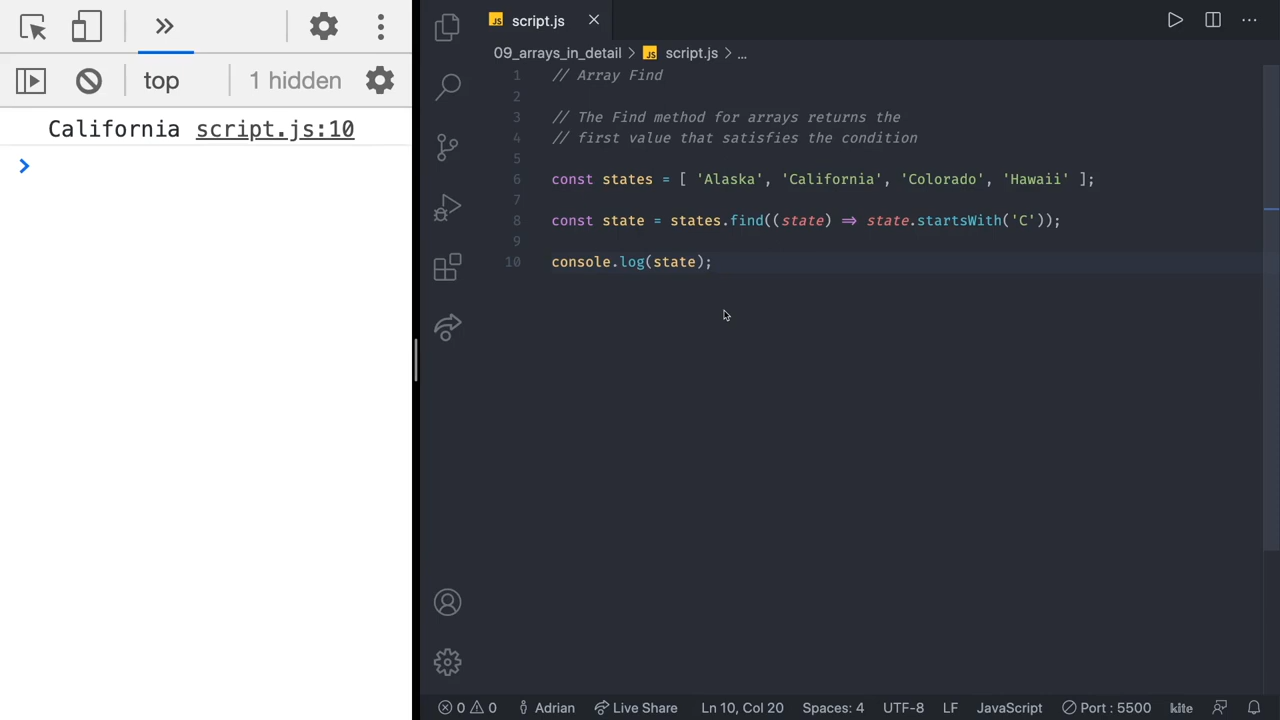 top
1 hidden
California script.js:10
JS script.js
09_arrays_in_detail > JS script.js > ...
1 // Array Find
2
3 // The Find method for arrays returns the
4 // first value that satisfies the condition
5
6 const states = [ 'Alaska', 'California', 'Colorado', 'Hawaii' ];
7
8 const state = states.find((state) => state.startsWith('C'));
9
10 console.log(state);
0 0 Adrian Live Share Ln 10, Col 20 Spaces: 4 UTF-8 LF JavaScript Port : 5500 kite